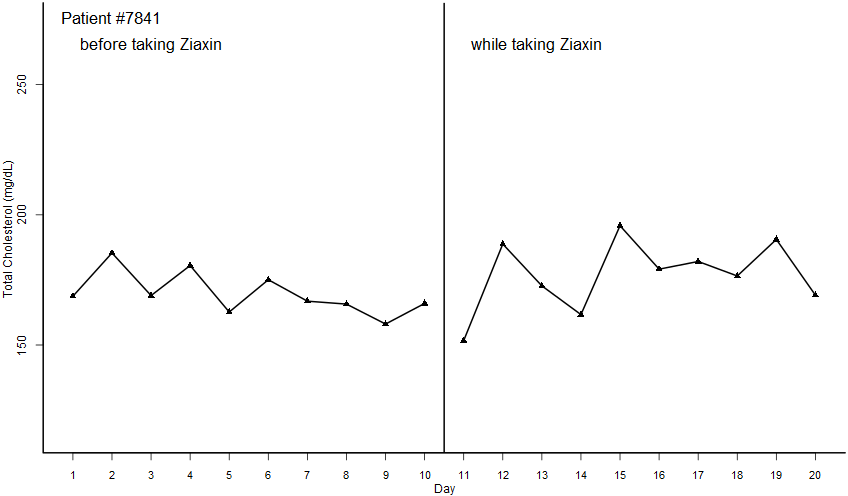 Patient #7841
before taking Ziaxin
while taking Ziaxin
Total Cholesterol (mg/dL)
250
200
150
1 2 3 4 5 6 7 8 9 10 11 12 13 14 15 16 17 18 19 20
Day